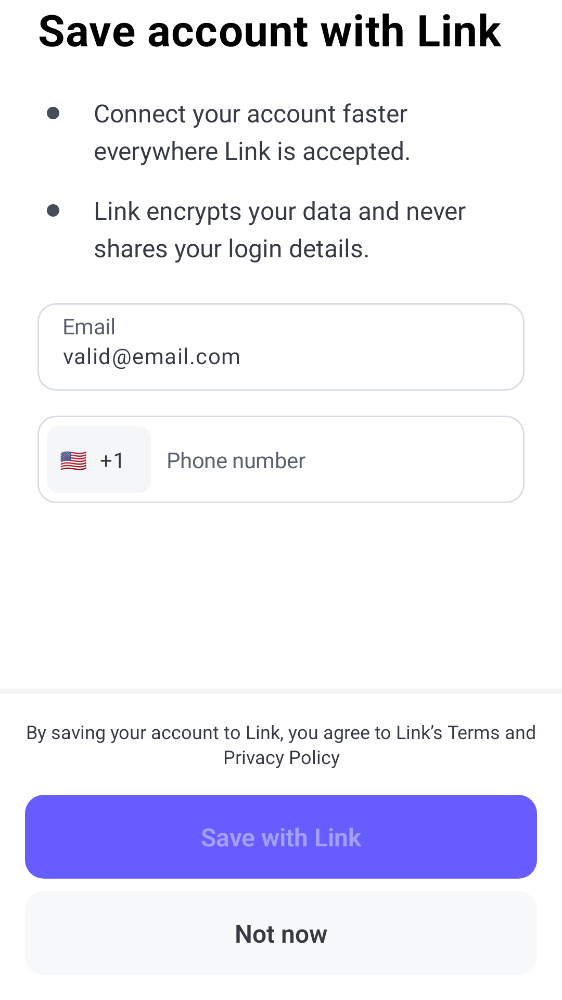 Save account with Link
Connect your account faster
everywhere Link is accepted.
Link encrypts your data and never
shares your login details.
Email
valid@email.com
+1 Phone number
By saving your account to Link, you agree to Link’s Terms and
Privacy Policy
Save with Link
Not now